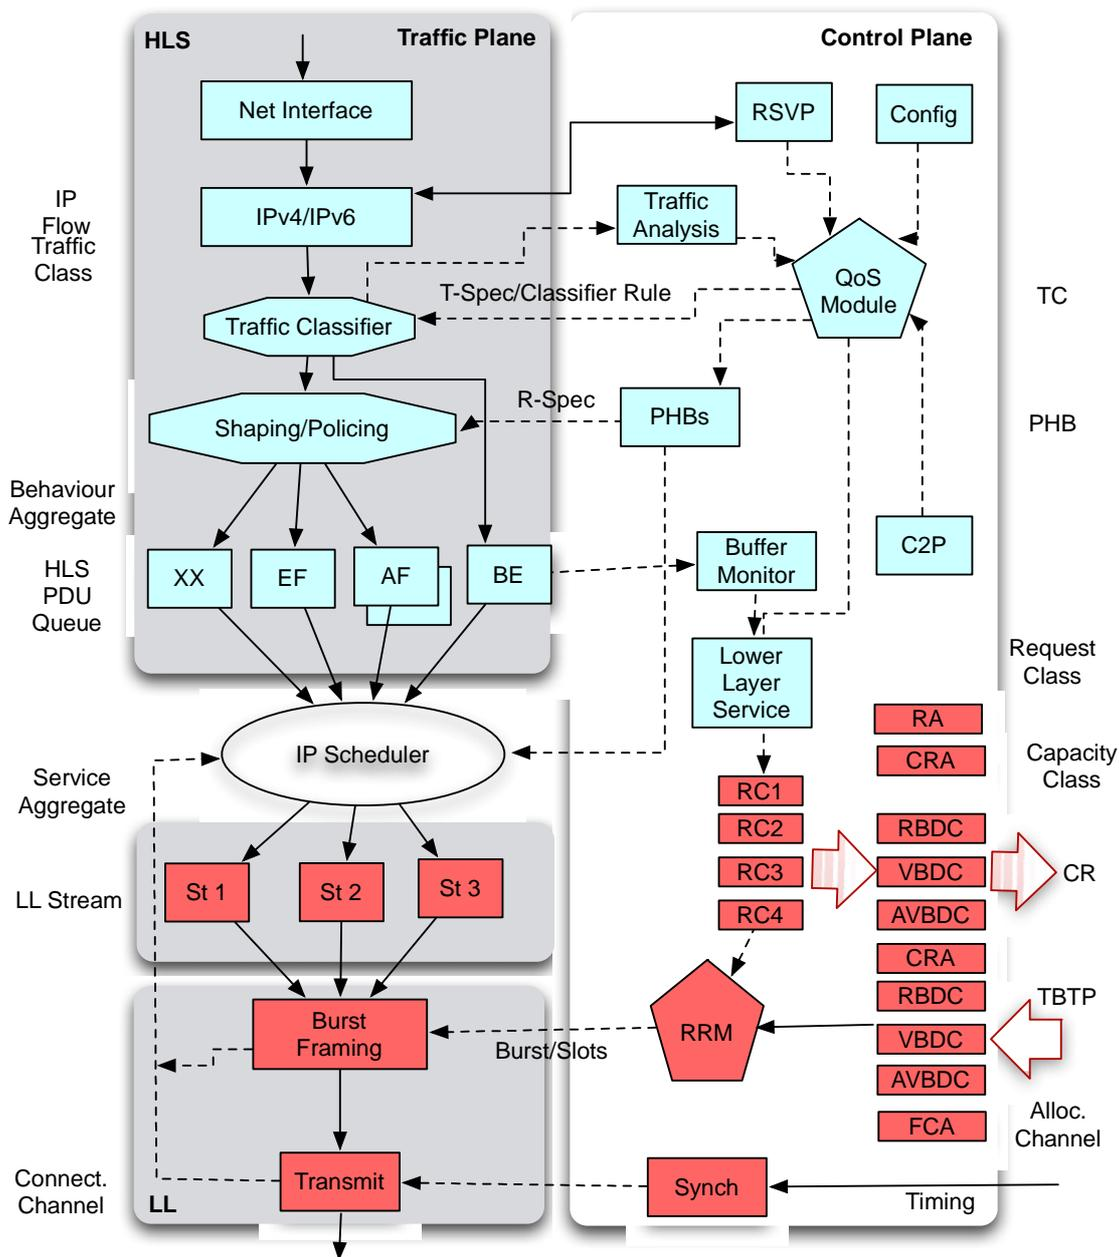 HLS
Traffic Plane
Control Plane
Net Interface
RSVP
Config
IP
Flow
Traffic
Class
IPv4/IPv6
Traffic
Analysis
QoS
Module
T-Spec/Classifier Rule
TC
Traffic Classifier
R-Spec
PHBs
PHB
Shaping/Policing
Behaviour
Aggregate
HLS
PDU
Queue
XX
EF
AF
BE
Buffer
Monitor
C2P
Lower
Layer
Service
Request
Class
RA
CRA
Capacity
Class
IP Scheduler
Service
Aggregate
RC1
RC2
RC3
RC4
RBDC
VBDC
AVBDC
CR
LL Stream
St 1
St 2
St 3
CRA
RBDC
VBDC
AVBDC
FCA
TBTP
Burst
Framing
Burst/Slots
RRM
Alloc.
Channel
Connect.
Channel
LL
Transmit
Synch
Timing